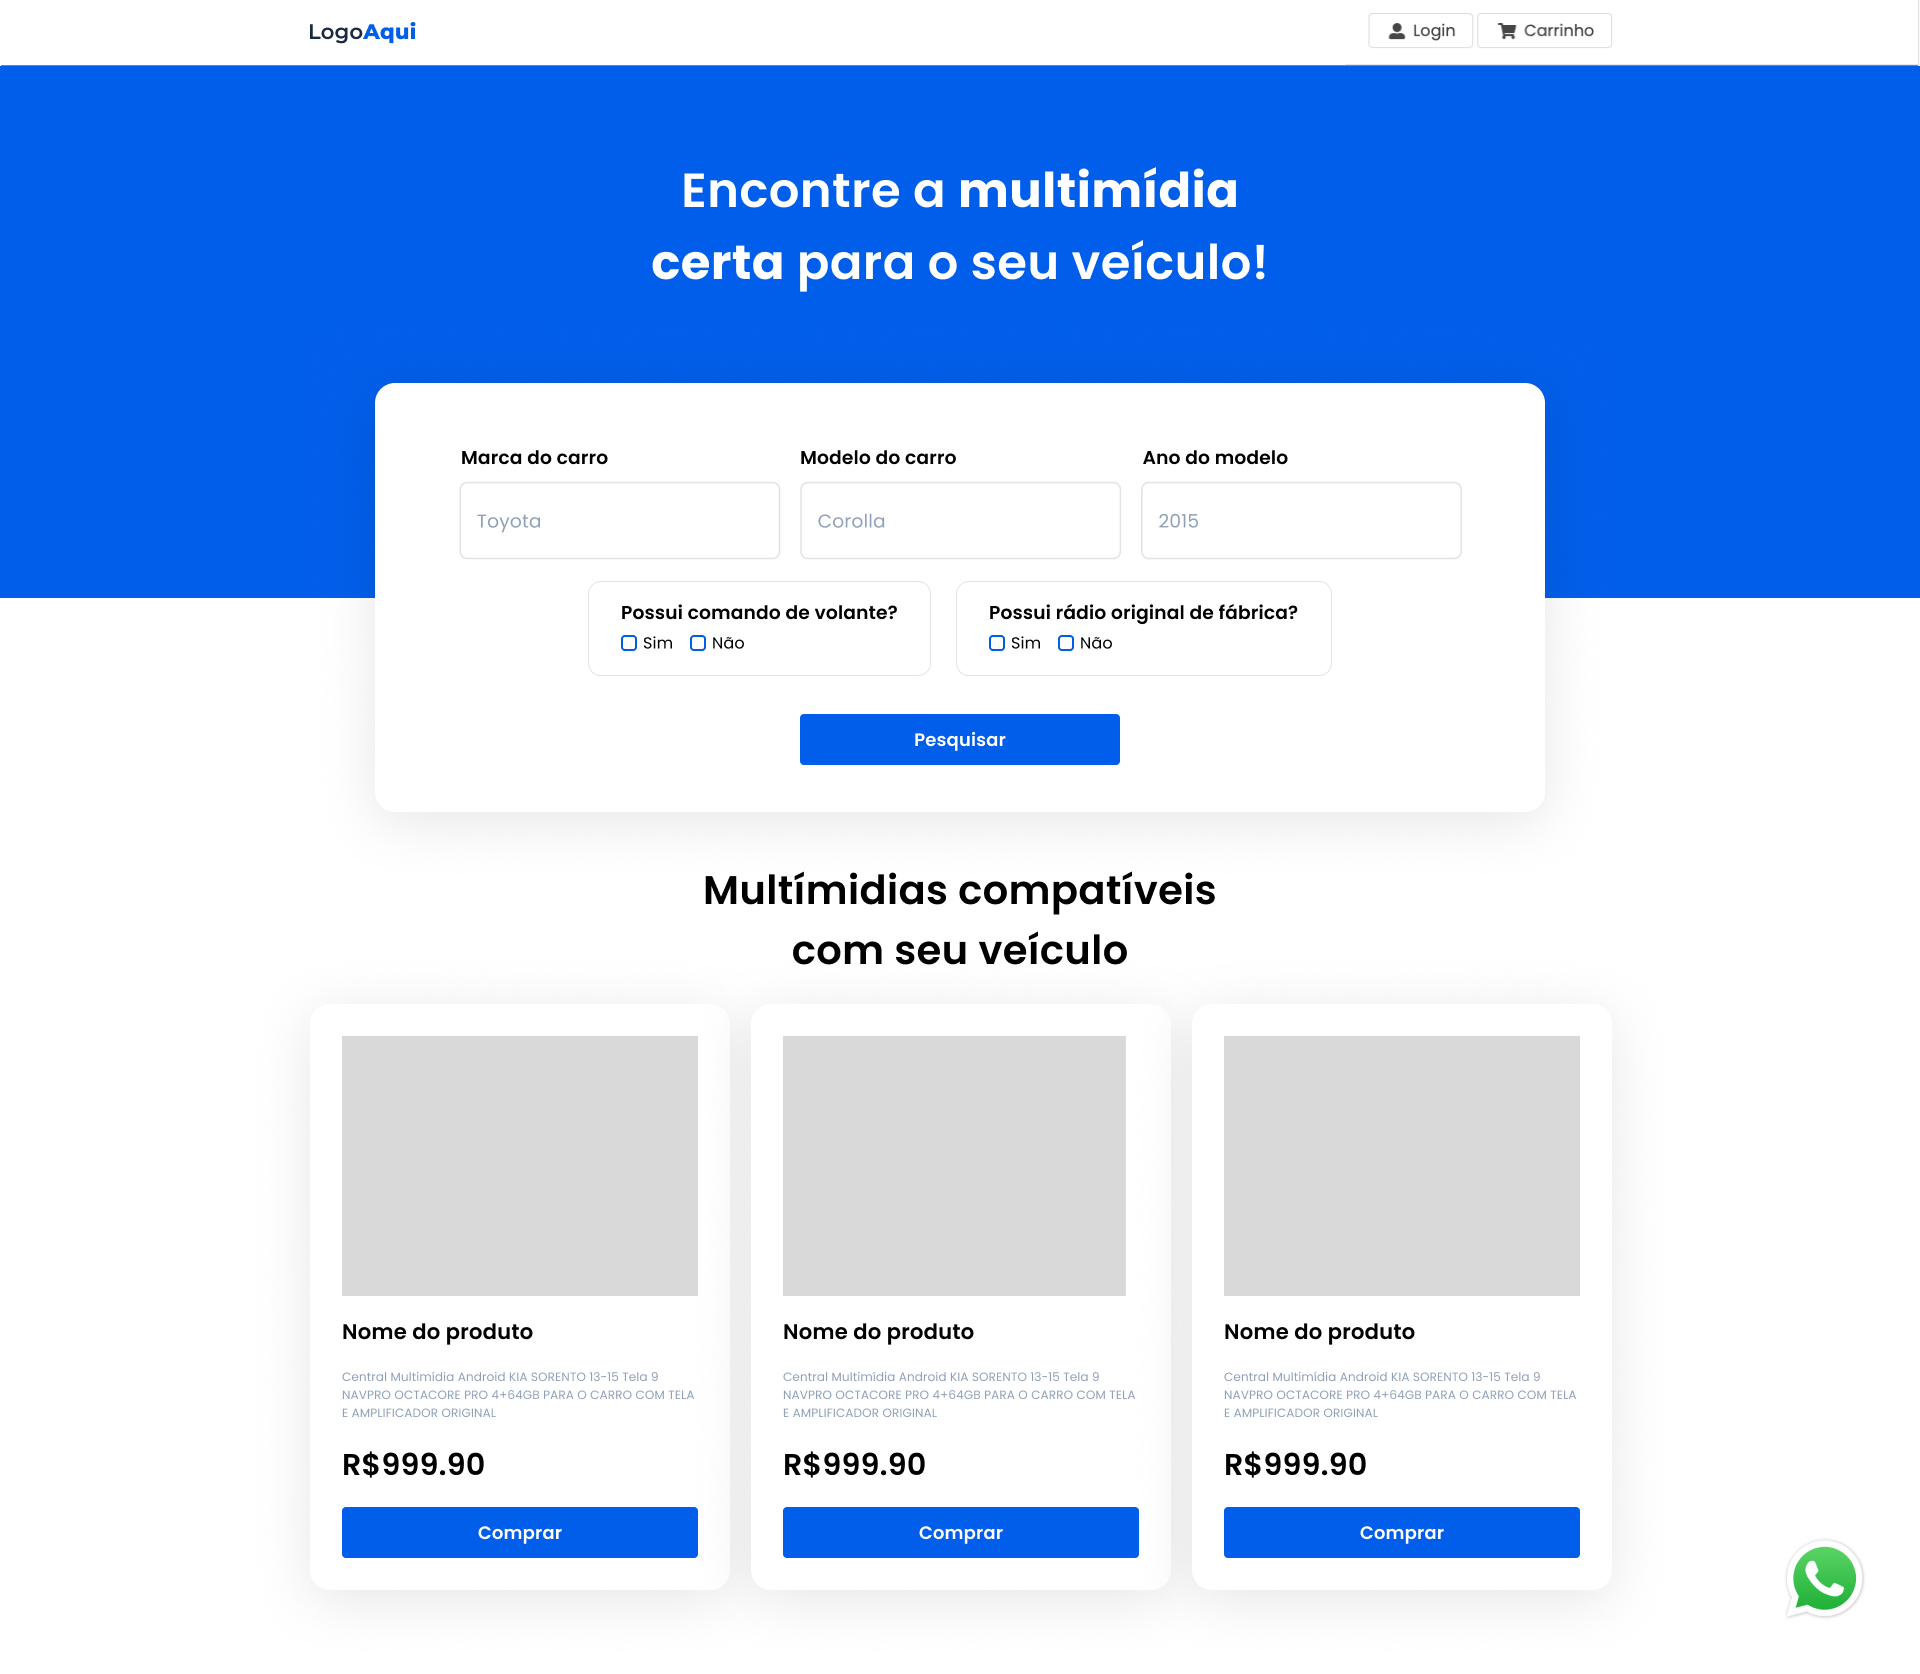 LogoAqui
Login
Carrinho
Encontre a multimídia
certa para o seu veículo!
Marca do carro
Modelo do carro
Ano do modelo
Toyota
Corolla
2015
Possui comando de volante?
Sim
Não
Possui rádio original de fábrica?
Sim
Não
Pesquisar
Multímidias compatíveis
com seu veículo
Nome do produto
Central Multimidia Android KIA SORENTO 13-15 Tela 9
NAVPRO OCTACORE PRO 4+64GB PARA O CARRO COM TELA
E AMPLIFICADOR ORIGINAL
R$999.90
Comprar
Nome do produto
Central Multimidia Android KIA SORENTO 13-15 Tela 9
NAVPRO OCTACORE PRO 4+64GB PARA O CARRO COM TELA
E AMPLIFICADOR ORIGINAL
R$999.90
Comprar
Nome do produto
Central Multimidia Android KIA SORENTO 13-15 Tela 9
NAVPRO OCTACORE PRO 4+64GB PARA O CARRO COM TELA
E AMPLIFICADOR ORIGINAL
R$999.90
Comprar